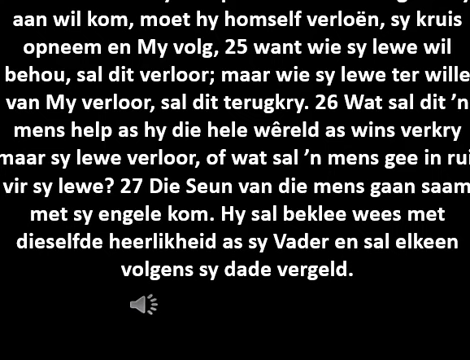 aan wil kom, moet hy homself verloën, sy kruis
opneem en My volg, 25 want wie sy lewe wil
behou, sal dit verloor; maar wie sy lewe ter wille
van My verloor, sal dit terugkry. 26 Wat sal dit ’n
mens help as hy die hele wêreld as wins verkry
maar sy lewe verloor, of wat sal ’n mens gee in
vir sy lewe? 27 Die Seun van die mens gaan saam
met sy engele kom. Hy sal beklee wees met
dieselfde heerlikheid as sy Vader en sal elkeen
volgens sy dade vergeld.